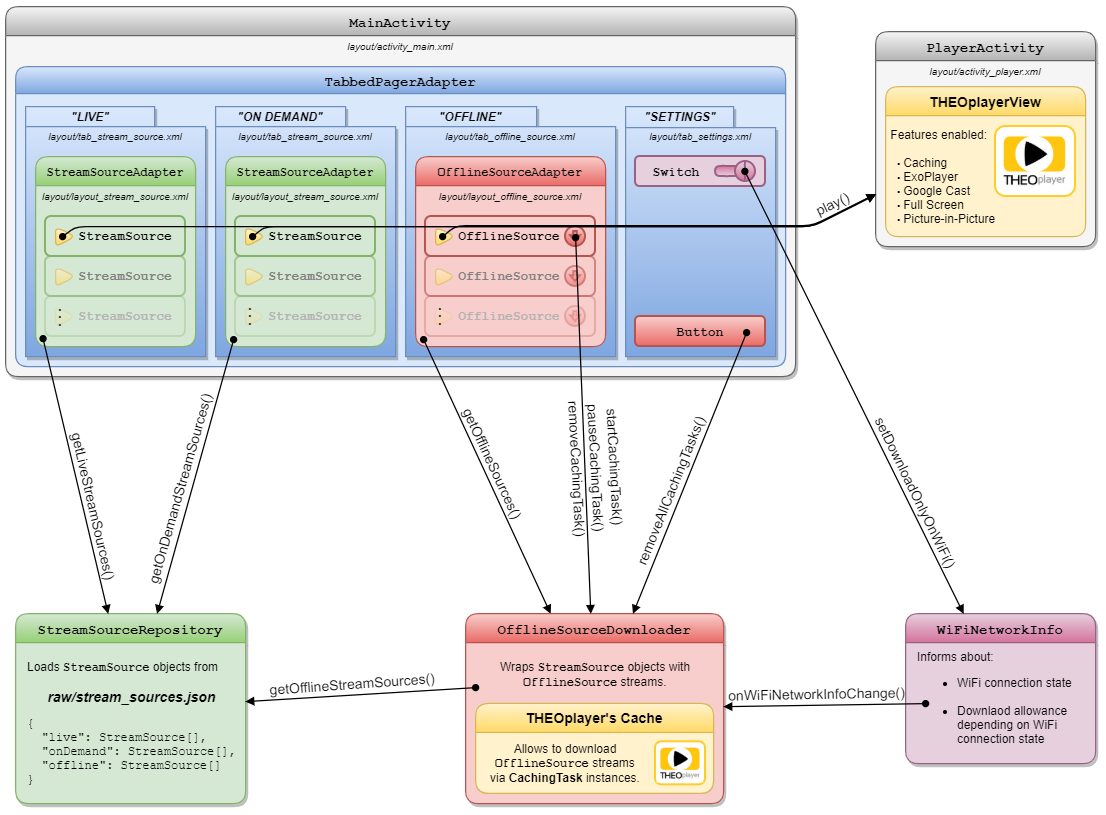 MainActivity
layout/activity_main.xml
TabbedPagerAdapter
"LIVE"
layout/tab_stream_source.xml
StreamSourceAdapter
layout/layout_stream_source.xml
StreamSource
StreamSource
StreamSource
"ON DEMAND"
layout/tab_stream_source.xml
StreamSourceAdapter
layout/layout_stream_source.xml
StreamSource
StreamSource
StreamSource
"OFFLINE"
layout/tab_offline_source.xml
OfflineSourceAdapter
layout/layout_offline_source.xml
OfflineSource
OfflineSource
OfflineSource
"SETTINGS"
layout/tab_settings.xml
Switch
Button
play()
PlayerActivity
layout/activity_player.xml
THEOplayerView
Features enabled:
• Caching
• ExoPlayer
• Google Cast
• Full Screen
• Picture-in-Picture
THEOplayer
getLiveStreamSources()
getOnDemandStreamSources()
getOfflineSources()
startCachingTask()
pauseCachingTask()
removeCachingTask()
removeAllCachingTasks()
setDownloadOnlyOnWiFi()
StreamSourceRepository
Loads StreamSource objects from
raw/stream_sources.json
{
"live": StreamSource[],
"onDemand": StreamSource[],
"offline": StreamSource[]
}
getOfflineStreamSources()
OfflineSourceDownloader
Wraps StreamSource objects with
OfflineSource streams.
THEOplayer's Cache
Allows to download
OfflineSource streams
via CachingTask instances.
THEOplayer
onWiFiNetworkInfoChange()
WiFiNetworkInfo
Informs about:
• WiFi connection state
• Downlaod allowance
depending on WiFi
connection state